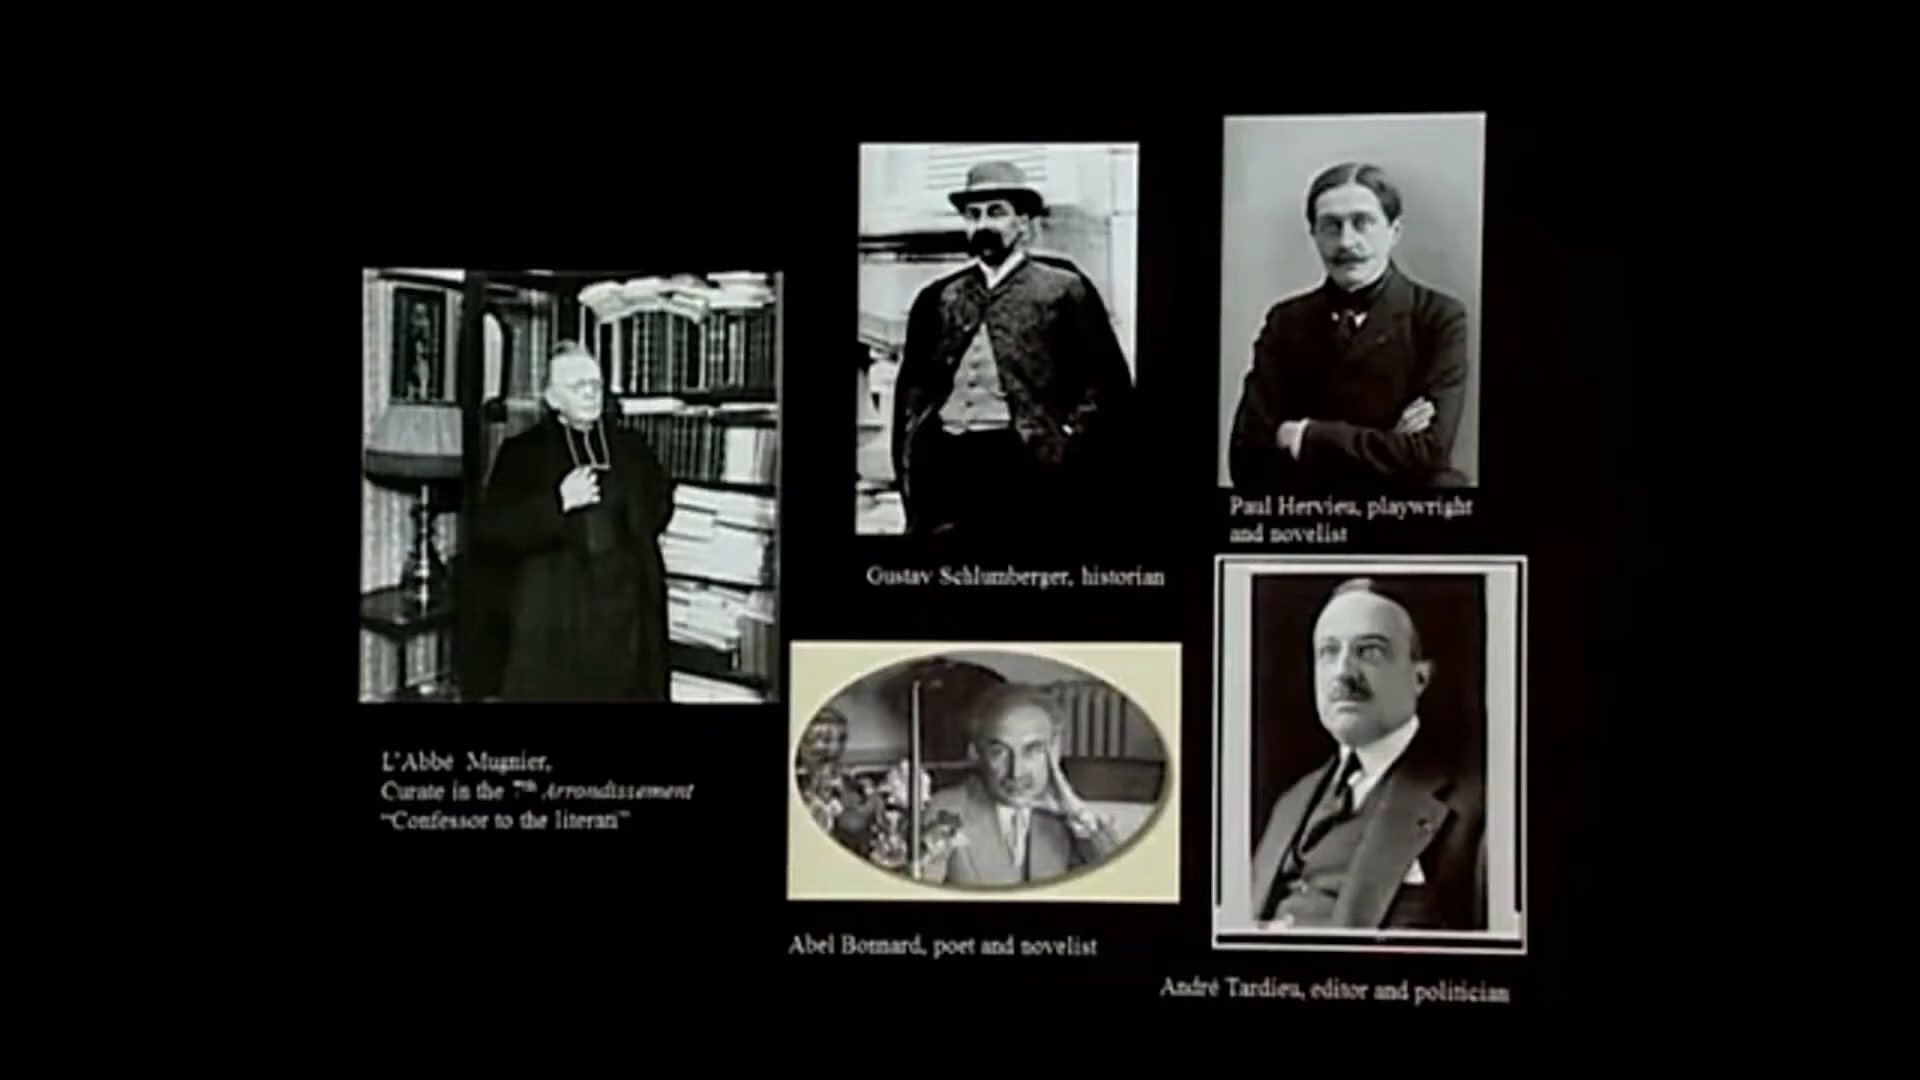 Paul Hervieu, playwright
and novelist
Gustav Schlumberger, historian
L'Abbé Mugnier,
Curate in the 7th Arrondissement
"Confessor to the literati"
Abel Bonnard, poet and novelist
André Tardieu, editor and politician